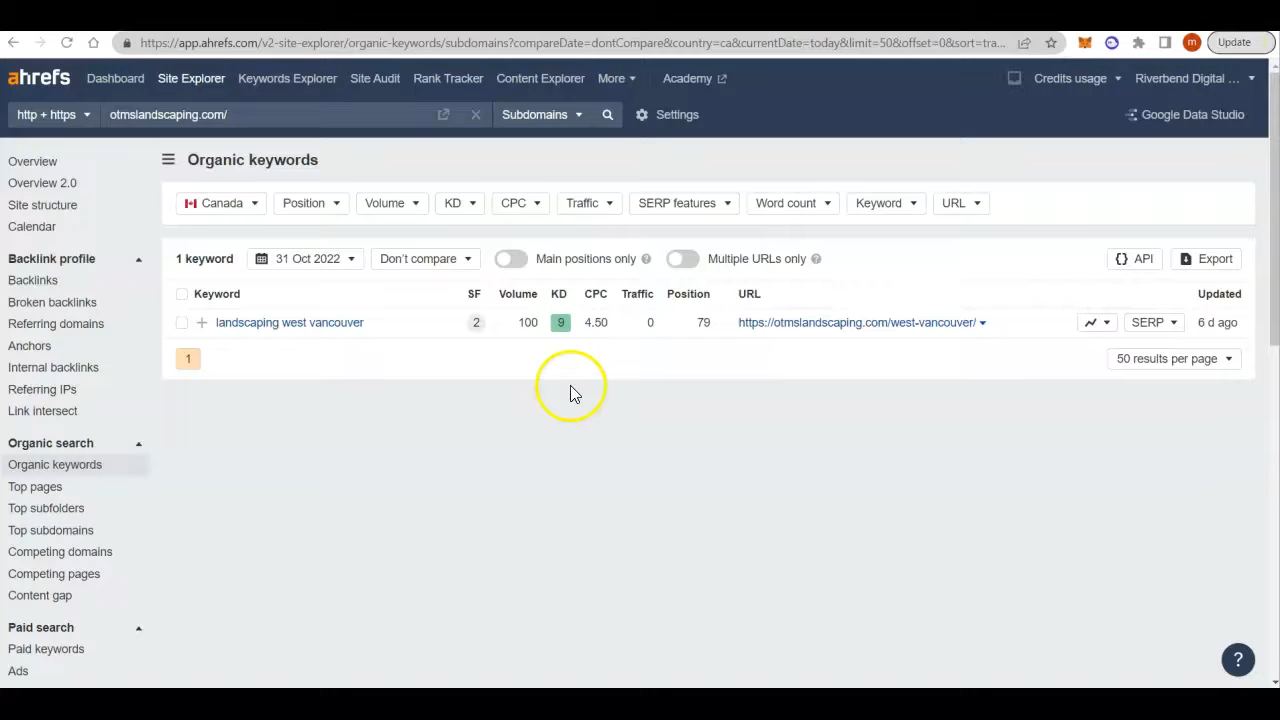 https://app.ahrefs.com/v2-site-explorer/organic-keywords/subdomains?compareDate=dontCompare&country=ca&currentDate=today&limit=50&offset=0&sort=tra...
m
Update
ahrefs Dashboard Site Explorer Keywords Explorer Site Audit Rank Tracker Content Explorer More Academy Credits usage Riverbend Digital ...
http + https otmslandscaping.com/ Subdomains Settings Google Data Studio
Overview
Overview 2.0
Site structure
Calendar
Backlink profile
Backlinks
Broken backlinks
Referring domains
Anchors
Internal backlinks
Referring IPs
Link intersect
Organic search
Organic keywords
Top pages
Top subfolders
Top subdomains
Competing domains
Competing pages
Content gap
Paid search
Paid keywords
Ads
Organic keywords
Canada Position Volume KD CPC Traffic SERP features Word count Keyword URL
1 keyword 31 Oct 2022 Don't compare Main positions only ? Multiple URLs only ? {} API Export
Keyword SF Volume KD CPC Traffic Position URL Updated
landscaping west vancouver 2 100 9 4.50 0 79 https://otmslandscaping.com/west-vancouver/ SERP 6 d ago
1 50 results per page
?